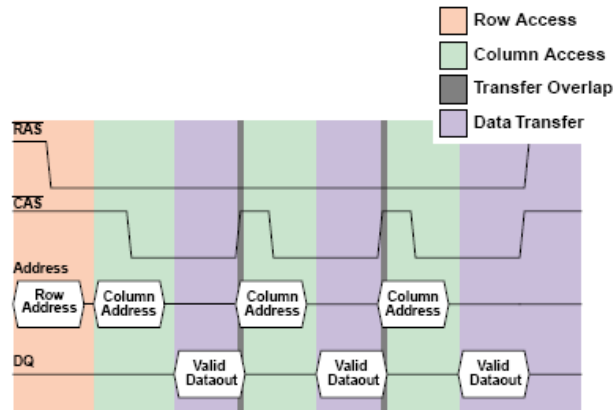 Row Access
Column Access
Transfer Overlap
Data Transfer
RAS
CAS
Address
Row
Address
Column
Address
Column
Address
Column
Address
DQ
Valid
Dataout
Valid
Dataout
Valid
Dataout